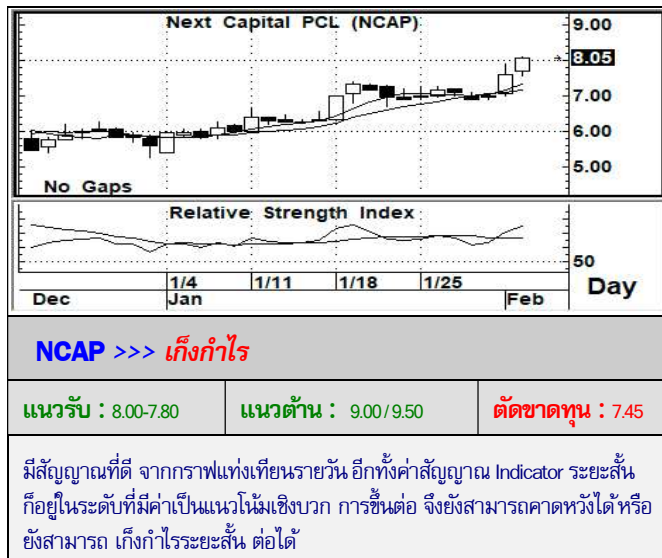 Next Capital PCL (NCAP)
9.00
8.05
7.00
6.00
5.00
No Gaps
Relative Strength Index
50
1/4 1/11 1/18 1/25
Dec Jan Feb Day
NCAP >>> เก็งกำไร
แนวรับ : 8.00-7.80 แนวต้าน : 9.00/9.50 ตัดขาดทุน : 7.45
มีสัญญาณที่ดี จากกราฟแท่งเทียนรายวัน อีกทั้งค่าสัญญาณ Indicator ระยะสั้น
ก็อยู่ในระดับที่มีค่าเป็นแนวโน้มเชิงบวก การขึ้นต่อ จึงยังสามารถคาดหวังได้หรือ
ยังสามารถ เก็งกำไรระยะสั้น ต่อได้